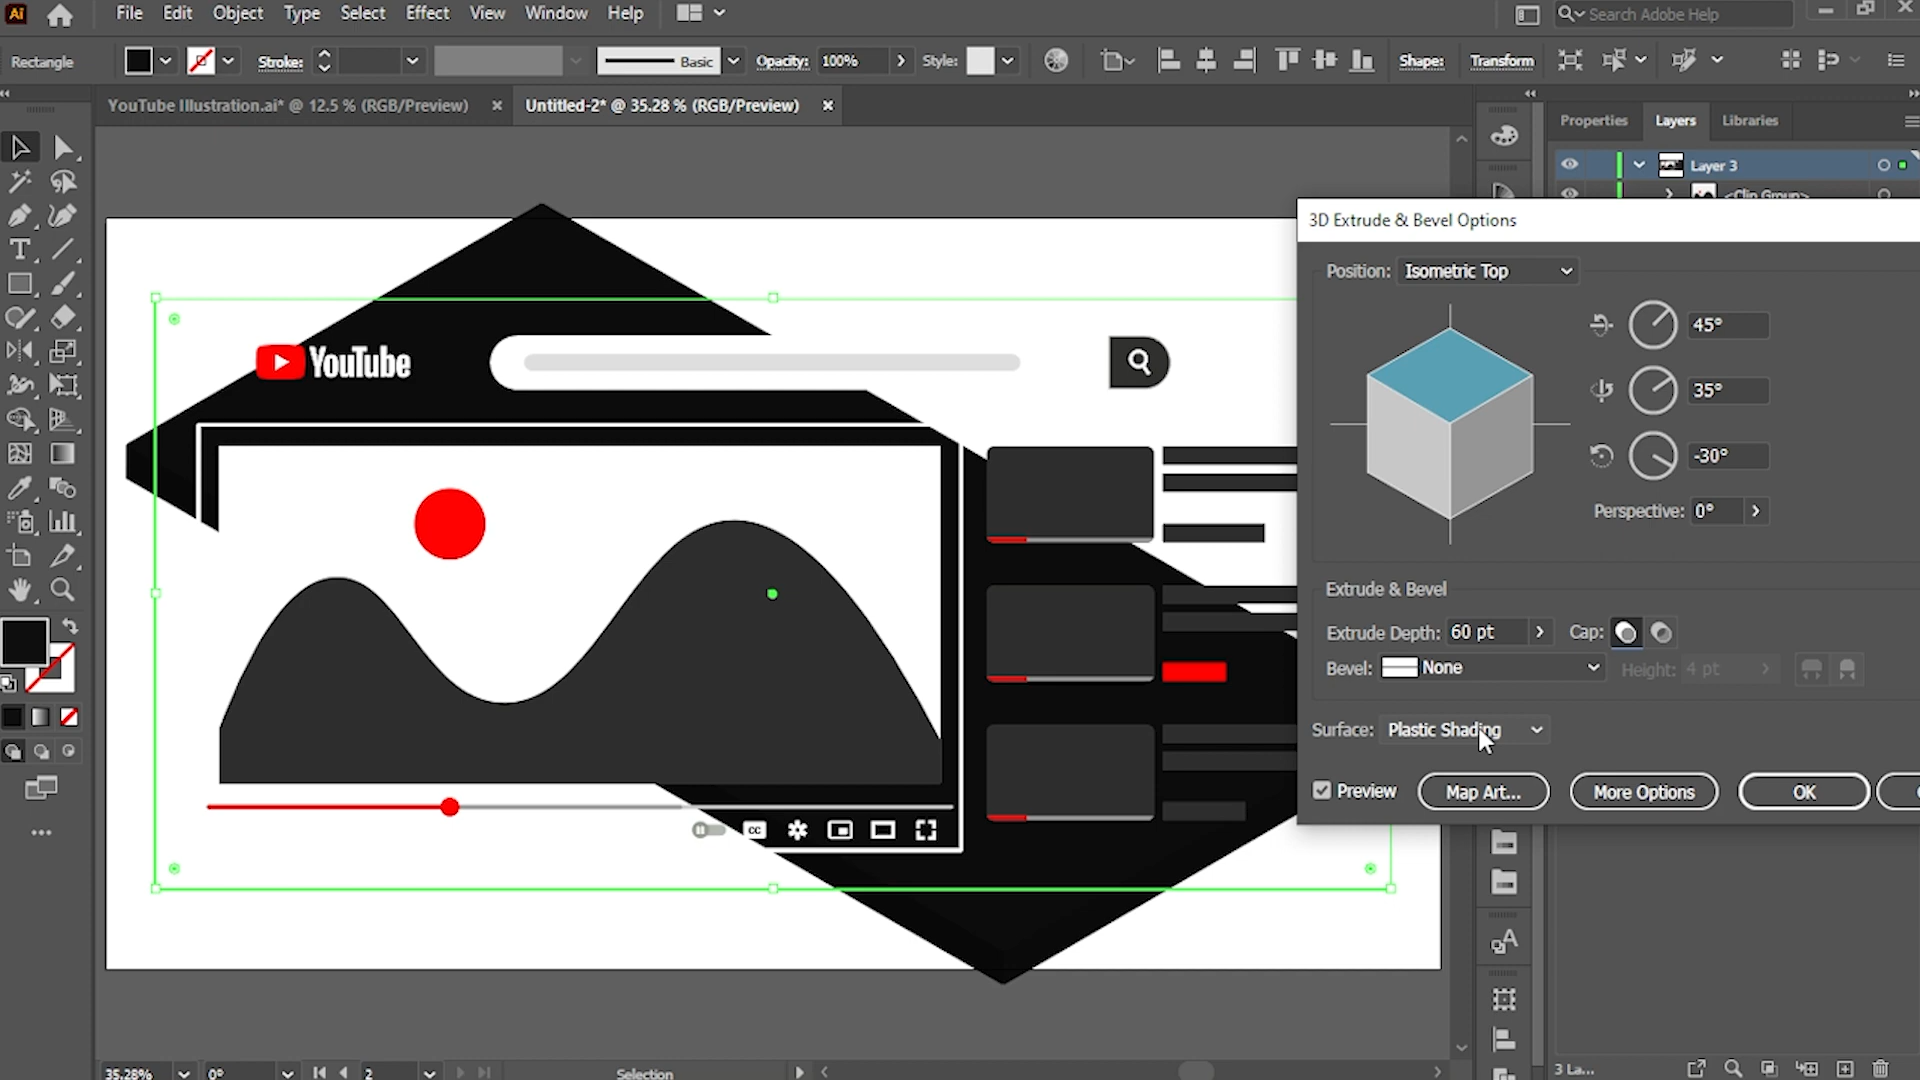 Ai File Edit Object Type Select Effect View Window Help Search Adobe Help
Rectangle Stroke: Basic Opacity: 100% Style: Shape: Transform
YouTube Illustration.ai* @ 12.5 % (RGB/Preview) × Untitled-2* @ 35.28 % (RGB/Preview) ×
Properties Layers Libraries
Layer 3
<Clip Group>
3D Extrude & Bevel Options
Position: Isometric Top
45°
35°
-30°
Perspective: 0°
Extrude & Bevel
Extrude Depth: 60 pt Cap:
Bevel: None Height: 4 pt
Surface: Plastic Shading
Preview Map Art... More Options OK
YouTube
CC
35.28% 0° 2 Selection
3 La...